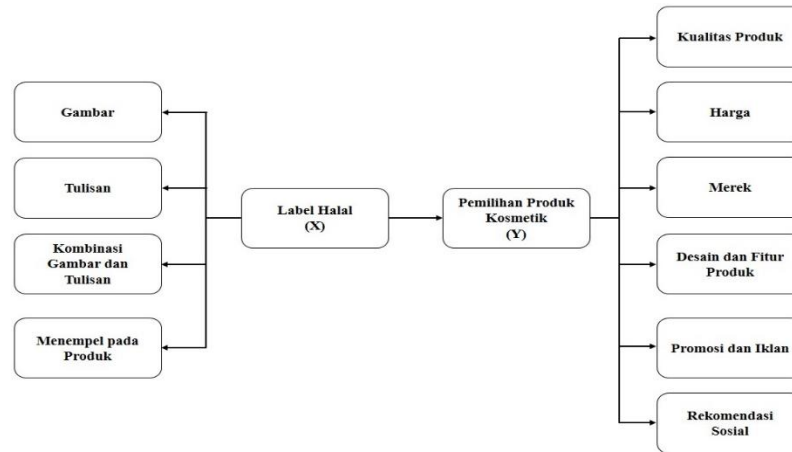 Gambar
Tulisan
Kombinasi
Gambar dan
Tulisan
Menempel pada
Produk
Label Halal
(X)
Pemilihan Produk
Kosmetik
(Y)
Kualitas Produk
Harga
Merek
Desain dan Fitur
Produk
Promosi dan Iklan
Rekomendasi
Sosial